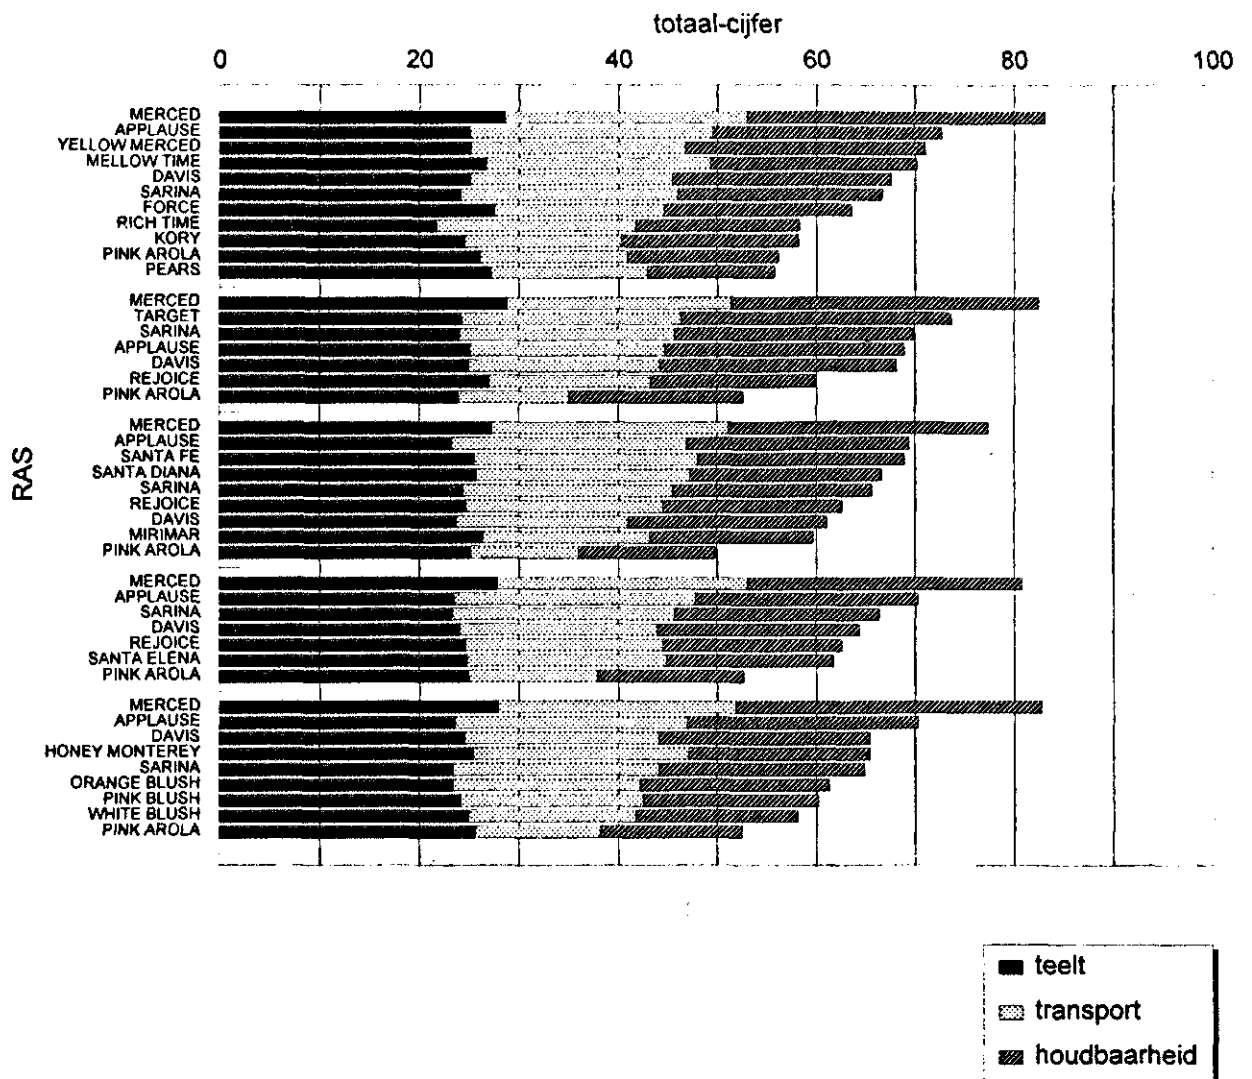 totaal-cijfer
0 20 40 60 80 100
RAS
MERCED
APPLAUSE
YELLOW MERCED
MELLOW TIME
DAVIS
SARINA
FORCE
RICH TIME
KORY
PINK AROLA
PEARS
MERCED
TARGET
SARINA
APPLAUSE
DAVIS
REJOICE
PINK AROLA
MERCED
APPLAUSE
SANTA FE
SANTA DIANA
SARINA
REJOICE
DAVIS
MIRIMAR
PINK AROLA
MERCED
APPLAUSE
SARINA
DAVIS
REJOICE
SANTA ELENA
PINK AROLA
MERCED
APPLAUSE
DAVIS
HONEY MONTEREY
SARINA
ORANGE BLUSH
PINK BLUSH
WHITE BLUSH
PINK AROLA
teelt
transport
houdbaarheid